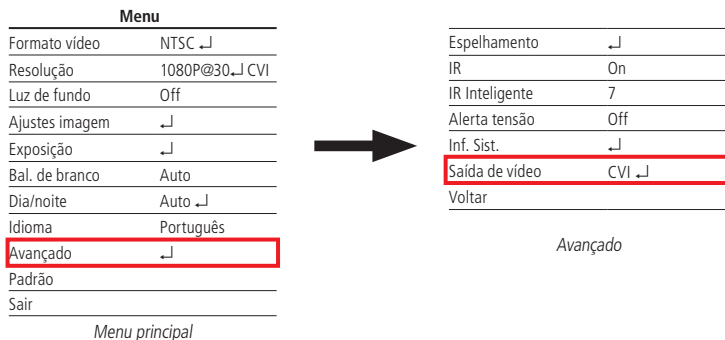 Menu
Formato vídeo NTSC ↵
Resolução 1080P@30↵ CVI
Luz de fundo Off
Ajustes imagem ↵
Exposição ↵
Bal. de branco Auto
Dia/noite Auto ↵
Idioma Português
Avançado ↵
Padrão
Sair
Menu principal
Espelhamento ↵
IR On
IR Inteligente 7
Alerta tensão Off
Inf. Sist. ↵
Saída de vídeo CVI ↵
Voltar
Avançado